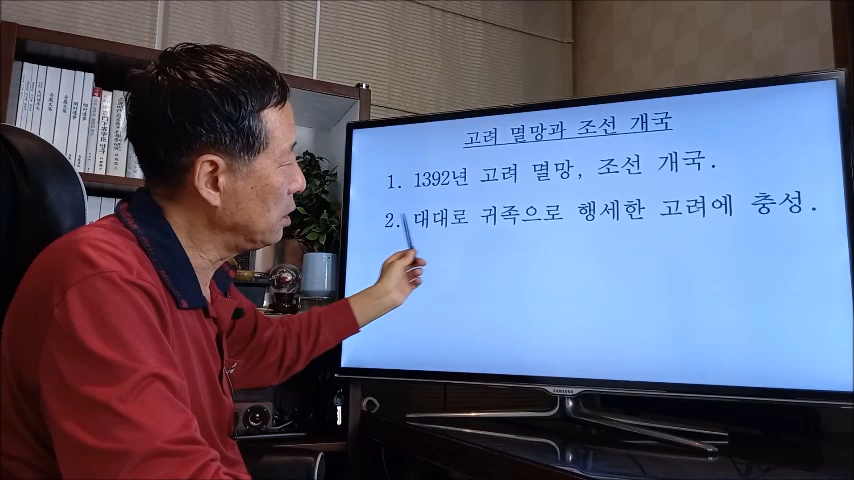 고려 멸망과 조선 개국
1. 1392년 고려 멸망, 조선 개국.
2. 대대로 귀족으로 행세한 고려에 충성.
SAMSUNG